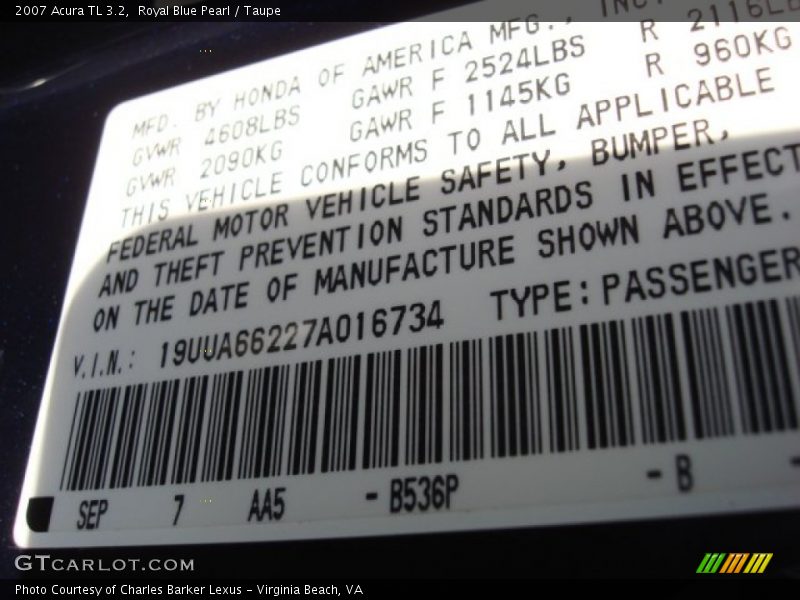 2007 Acura TL 3.2,  Royal Blue Pearl / Taupe
MFD. BY HONDA OF AMERICA MFG., INC.
GVWR 4608LBS GAWR F 2524LBS R 2116LB
GVWR 2090KG GAWR F 1145KG R 960KG
THIS VEHICLE CONFORMS TO ALL APPLICABLE
FEDERAL MOTOR VEHICLE SAFETY, BUMPER,
AND THEFT PREVENTION STANDARDS IN EFFECT
ON THE DATE OF MANUFACTURE SHOWN ABOVE.
V.I.N.: 19UUA66227A016734 TYPE: PASSENGER
SEP 7 AA5 - B536P - B -
GTCARLOT.COM
Photo Courtesy of Charles Barker Lexus - Virginia Beach, VA